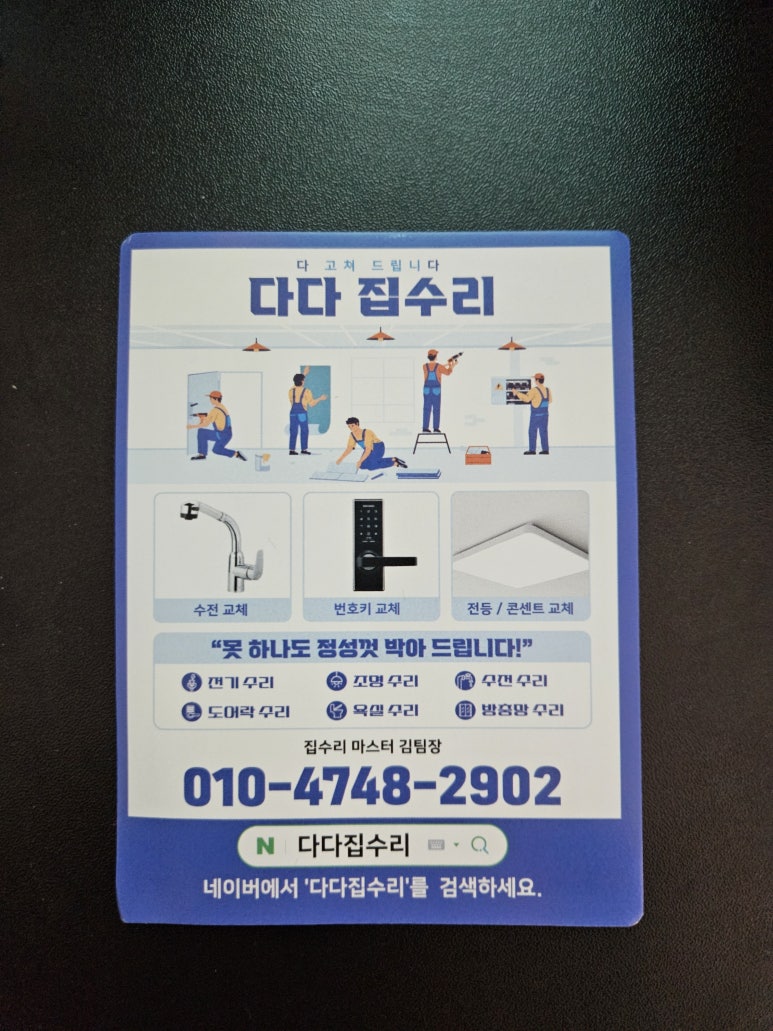 다 고쳐 드립니다
다다 집수리
수전 교체
번호키 교체
전등 / 콘센트 교체
“못 하나도 정성껏 박아 드립니다!”
전기 수리
조명 수리
수전 수리
도어락 수리
욕실 수리
방충망 수리
집수리 마스터 김팀장
010-4748-2902
N 다다집수리
네이버에서 '다다집수리'를 검색하세요.